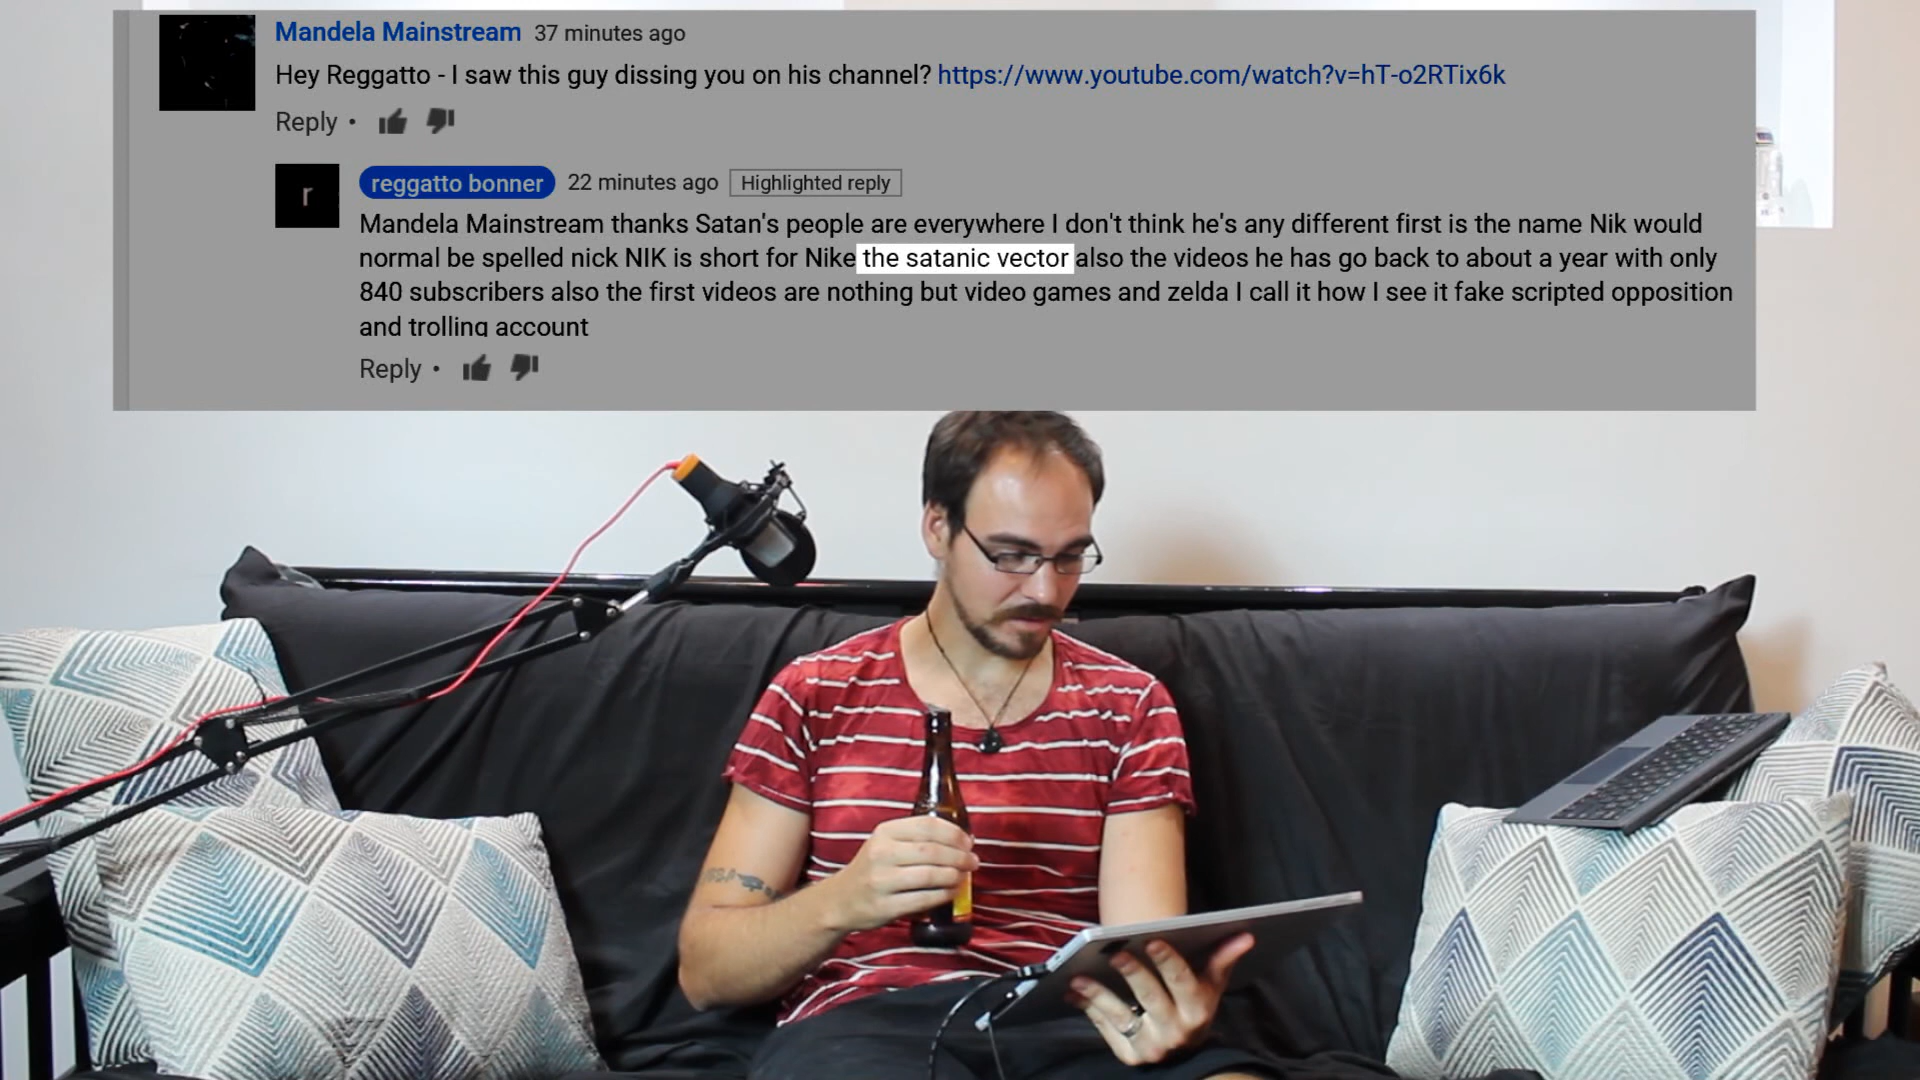 Mandela Mainstream 37 minutes ago
Hey Reggatto - I saw this guy dissing you on his channel? https://www.youtube.com/watch?v=hT-o2RTix6k
Reply •
r
reggatto bonner 22 minutes ago Highlighted reply
Mandela Mainstream thanks Satan's people are everywhere I don't think he's any different first is the name Nik would
normal be spelled nick NIK is short for Nike the satanic vector also the videos he has go back to about a year with only
840 subscribers also the first videos are nothing but video games and zelda I call it how I see it fake scripted opposition
and trolling account
Reply •